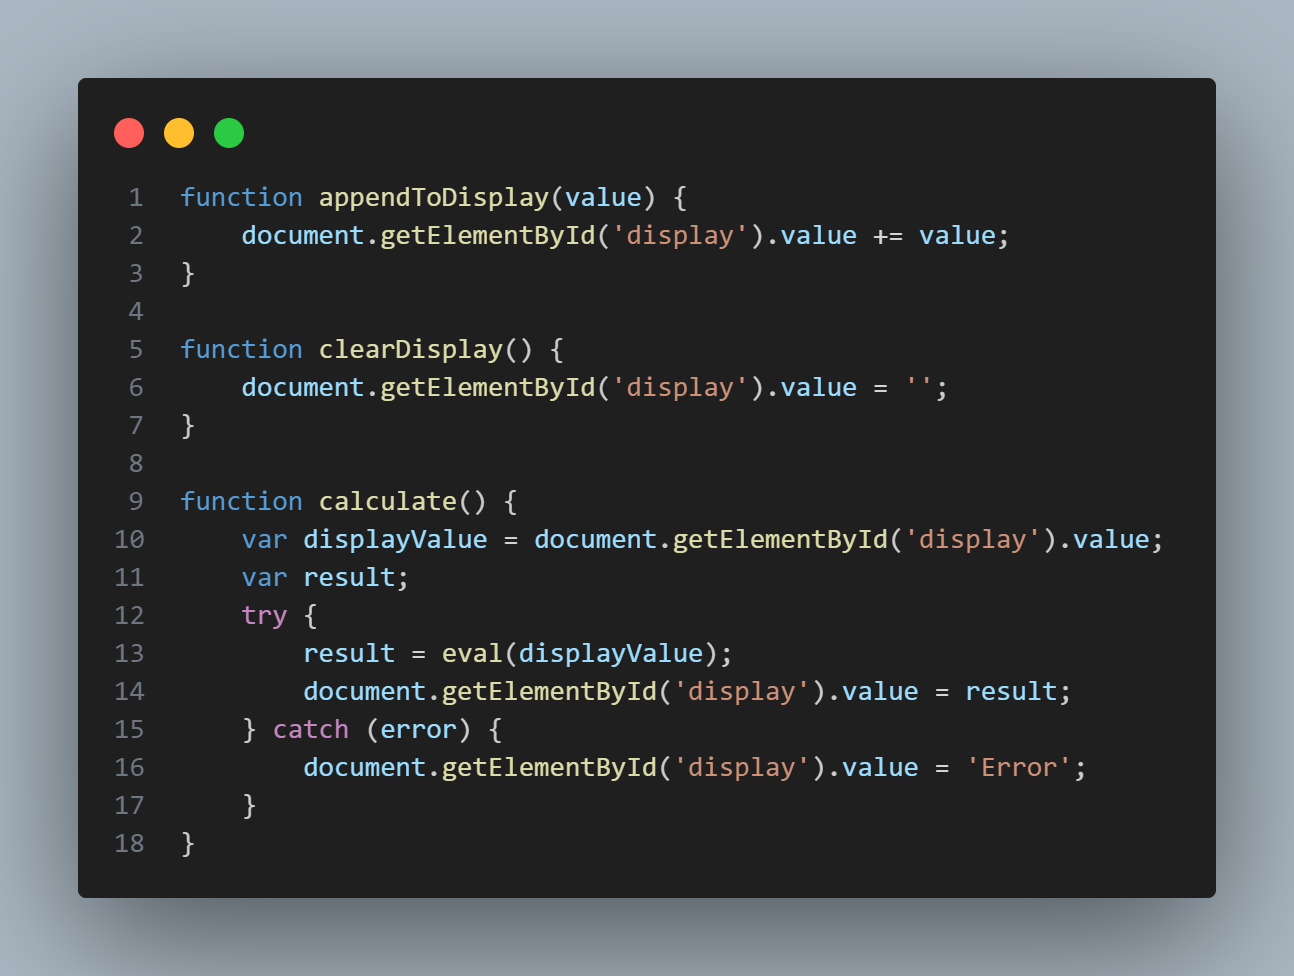 1 function appendToDisplay(value) {
2     document.getElementById('display').value += value;
3 }
4
5 function clearDisplay() {
6     document.getElementById('display').value = '';
7 }
8
9 function calculate() {
10     var displayValue = document.getElementById('display').value;
11     var result;
12     try {
13         result = eval(displayValue);
14         document.getElementById('display').value = result;
15     } catch (error) {
16         document.getElementById('display').value = 'Error';
17     }
18 }